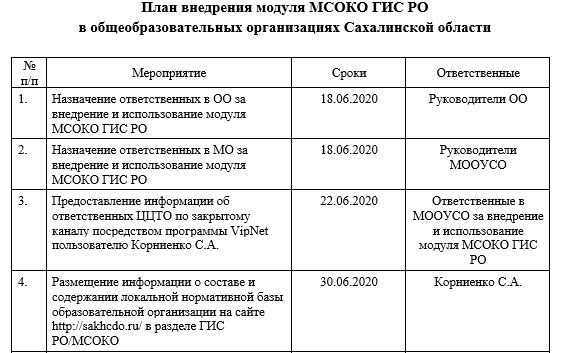 План внедрения модуля МСОКО ГИС РО
в общеобразовательных организациях Сахалинской области
№
п/п
Мероприятие
Сроки
Ответственные
1.
Назначение ответственных в ОО за
внедрение и использование модуля
МСОКО ГИС РО
18.06.2020
Руководители ОО
2.
Назначение ответственных в МО за
внедрение и использование модуля
МСОКО ГИС РО
18.06.2020
Руководители
МООУСО
3.
Предоставление информации об
ответственных ЦЦТО по закрытому
каналу посредством программы VipNet
пользователю Корниенко С.А.
22.06.2020
Ответственные в
МООУСО за внедрение
и использование
модуля МСОКО ГИС
РО
4.
Размещение информации о составе и
содержании локальной нормативной базы
образовательной организации на сайте
http://sakhcdo.ru/ в разделе ГИС
РО/МСОКО
30.06.2020
Корниенко С.А.